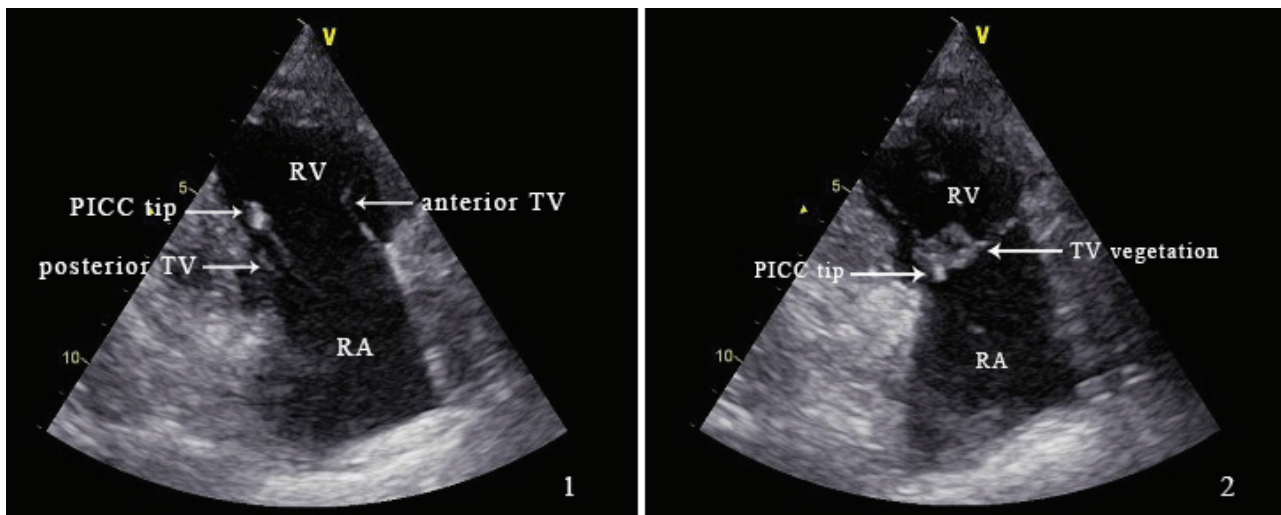 V
RV
5
PICC tip
anterior TV
posterior TV
RA
10
1
V
5
RV
TV vegetation
PICC tip
10
RA
2